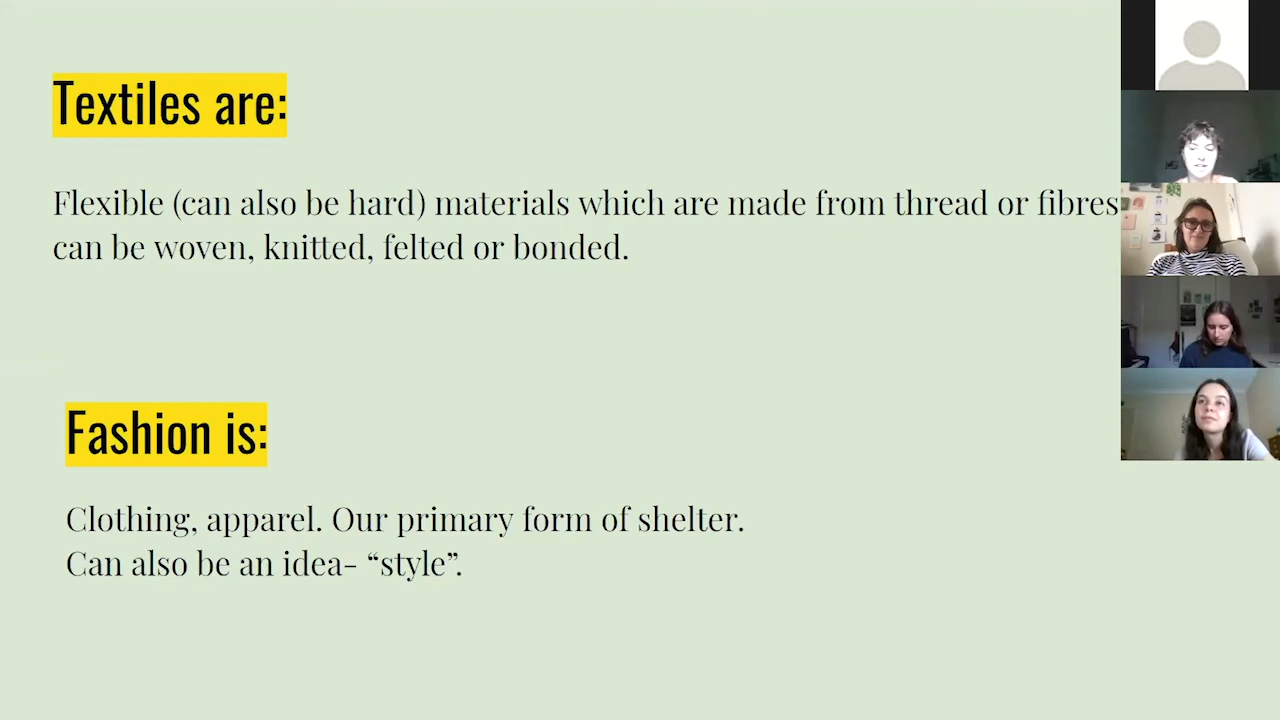 Textiles are:
Flexible (can also be hard) materials which are made from thread or fibres
can be woven, knitted, felted or bonded.
Fashion is:
Clothing, apparel. Our primary form of shelter.
Can also be an idea- “style”.